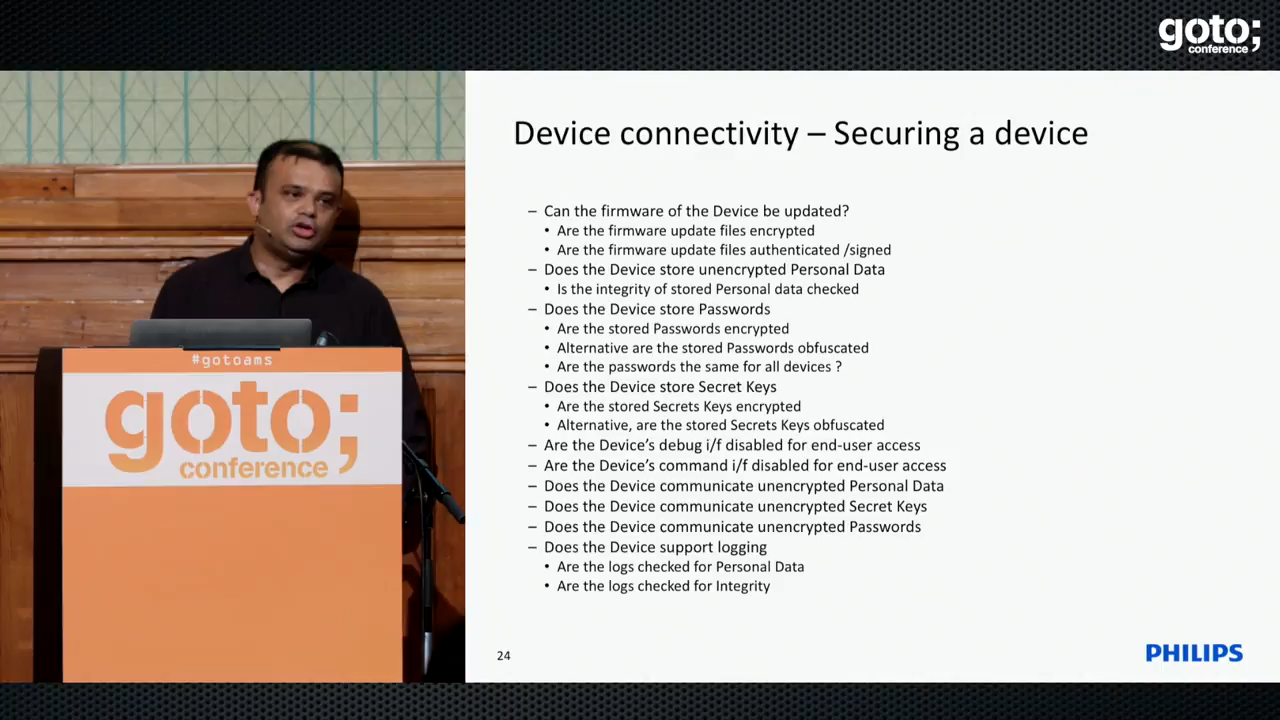 goto;
conference
Device connectivity – Securing a device
– Can the firmware of the Device be updated?
• Are the firmware update files encrypted
• Are the firmware update files authenticated /signed
– Does the Device store unencrypted Personal Data
• Is the integrity of stored Personal data checked
– Does the Device store Passwords
• Are the stored Passwords encrypted
• Alternative are the stored Passwords obfuscated
• Are the passwords the same for all devices ?
– Does the Device store Secret Keys
• Are the stored Secrets Keys encrypted
• Alternative, are the stored Secrets Keys obfuscated
– Are the Device's debug i/f disabled for end-user access
– Are the Device's command i/f disabled for end-user access
– Does the Device communicate unencrypted Personal Data
– Does the Device communicate unencrypted Secret Keys
– Does the Device communicate unencrypted Passwords
– Does the Device support logging
• Are the logs checked for Personal Data
• Are the logs checked for Integrity
24
PHILIPS
#gotoams
goto;
conference